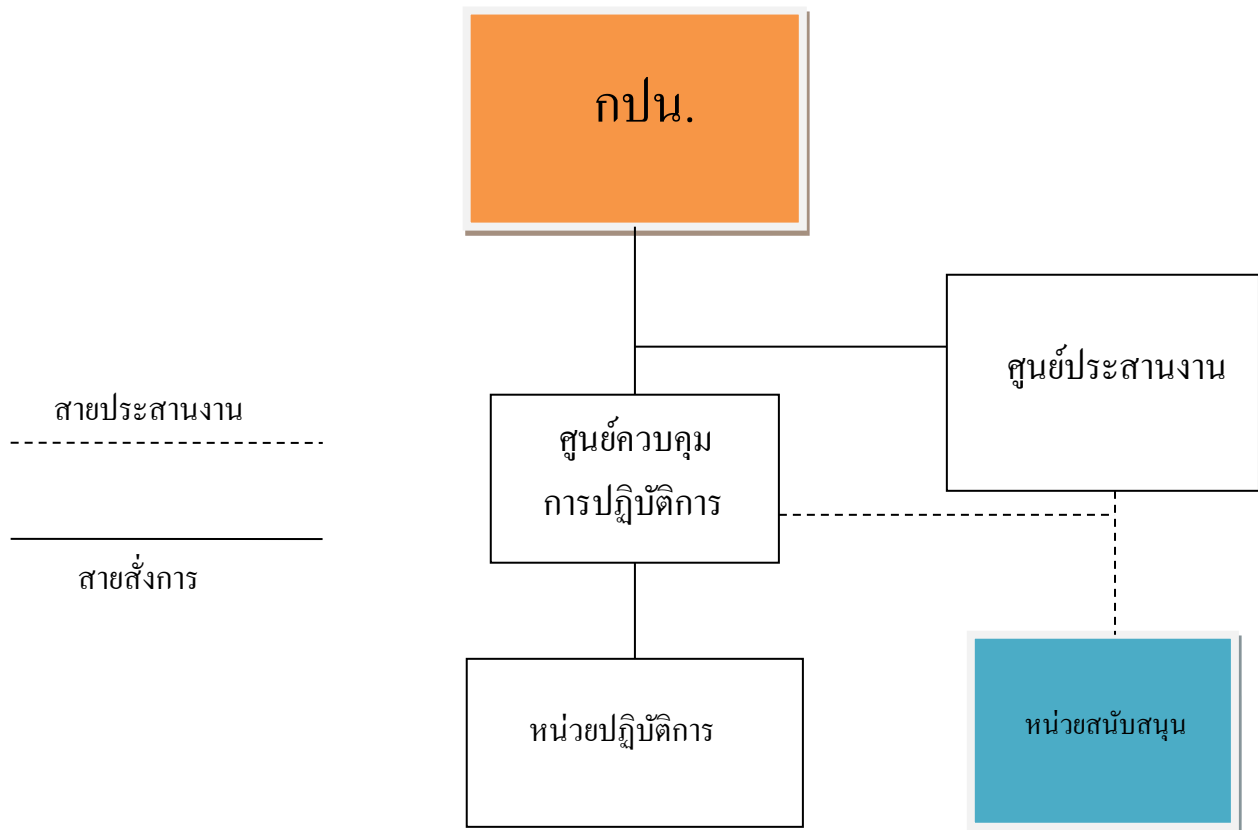 กปน.
ศูนย์ประสานงาน
สายประสานงาน
ศูนย์ควบคุม
การปฏิบัติการ
สายสั่งการ
หน่วยปฏิบัติการ
หน่วยสนับสนุน